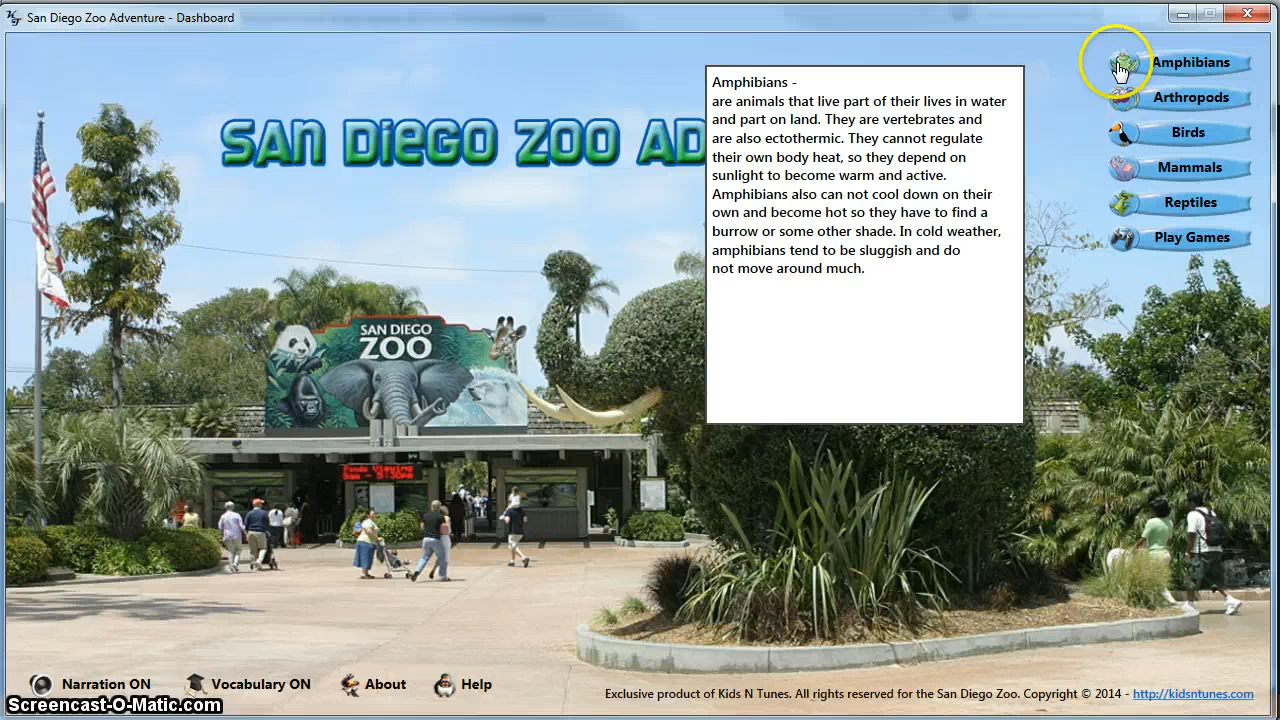 San Diego Zoo Adventure - Dashboard
SAN DIEGO ZOO AD
Amphibians -
are animals that live part of their lives in water
and part on land. They are vertebrates and
are also ectothermic. They cannot regulate
their own body heat, so they depend on
sunlight to become warm and active.
Amphibians also can not cool down on their
own and become hot so they have to find a
burrow or some other shade. In cold weather,
amphibians tend to be sluggish and do
not move around much.
Amphibians
Arthropods
Birds
Mammals
Reptiles
Play Games
SAN DIEGO
ZOO
Panda Viewing
Narration ON
Vocabulary ON
About
Help
Exclusive product of Kids N Tunes. All rights reserved for the San Diego Zoo. Copyright © 2014 - http://kidsntunes.com
Screencast-O-Matic.com